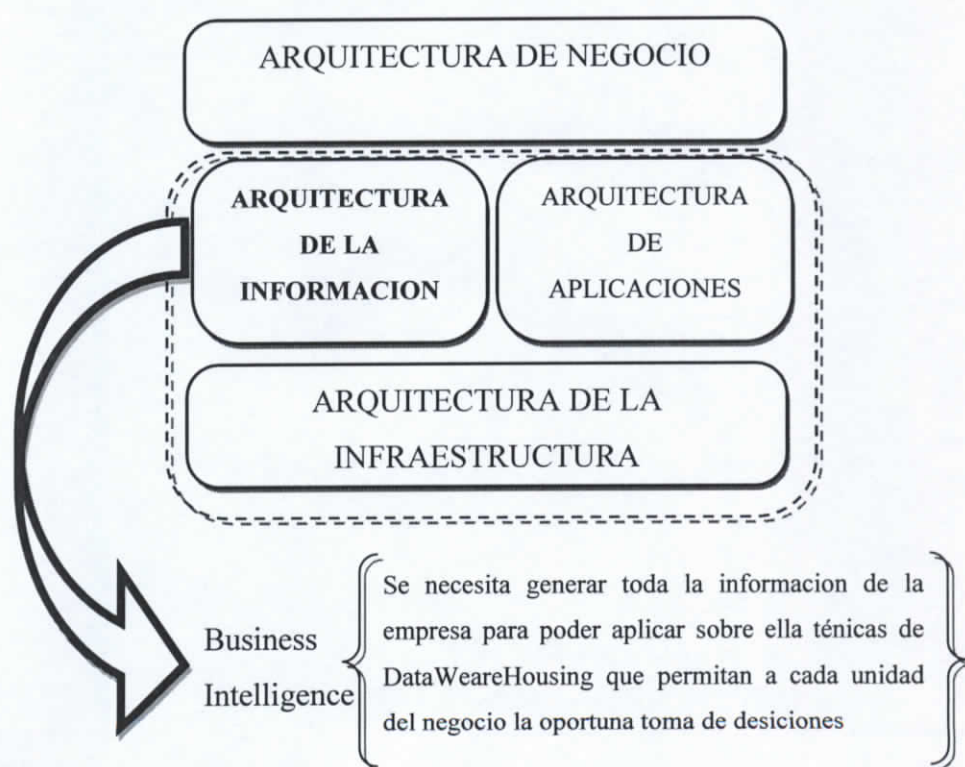 ARQUITECTURA DE NEGOCIO
ARQUITECTURA
DE LA
INFORMACION
ARQUITECTURA
DE
APLICACIONES
ARQUITECTURA DE LA
INFRAESTRUCTURA
Business
Intelligence
Se necesita generar toda la informacion de la
empresa para poder aplicar sobre ella ténicas de
DataWeareHousing que permitan a cada unidad
del negocio la oportuna toma de desiciones